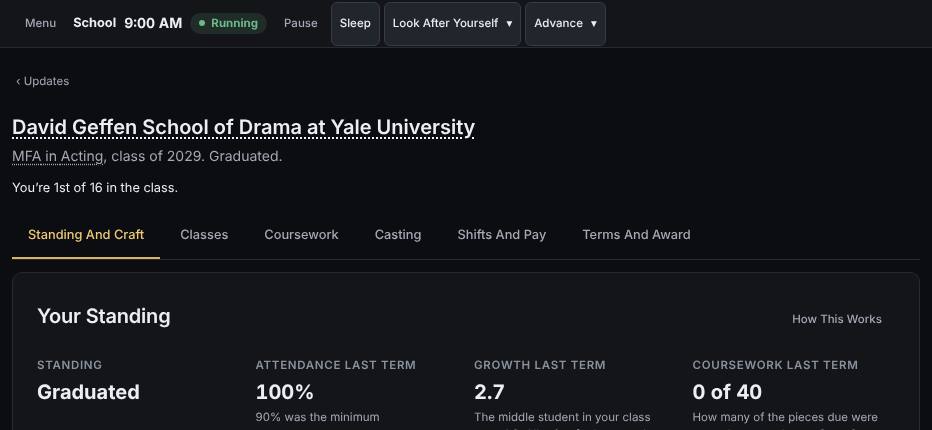 Menu School 9:00 AM Running Pause Sleep Look After Yourself ▾ Advance ▾
‹ Updates
David Geffen School of Drama at Yale University
MFA in Acting, class of 2029. Graduated.
You're 1st of 16 in the class.
Standing And Craft Classes Coursework Casting Shifts And Pay Terms And Award
Your Standing How This Works
STANDING ATTENDANCE LAST TERM GROWTH LAST TERM COURSEWORK LAST TERM
Graduated 100% 2.7 0 of 40
90% was the minimum The middle student in your class How many of the pieces due were